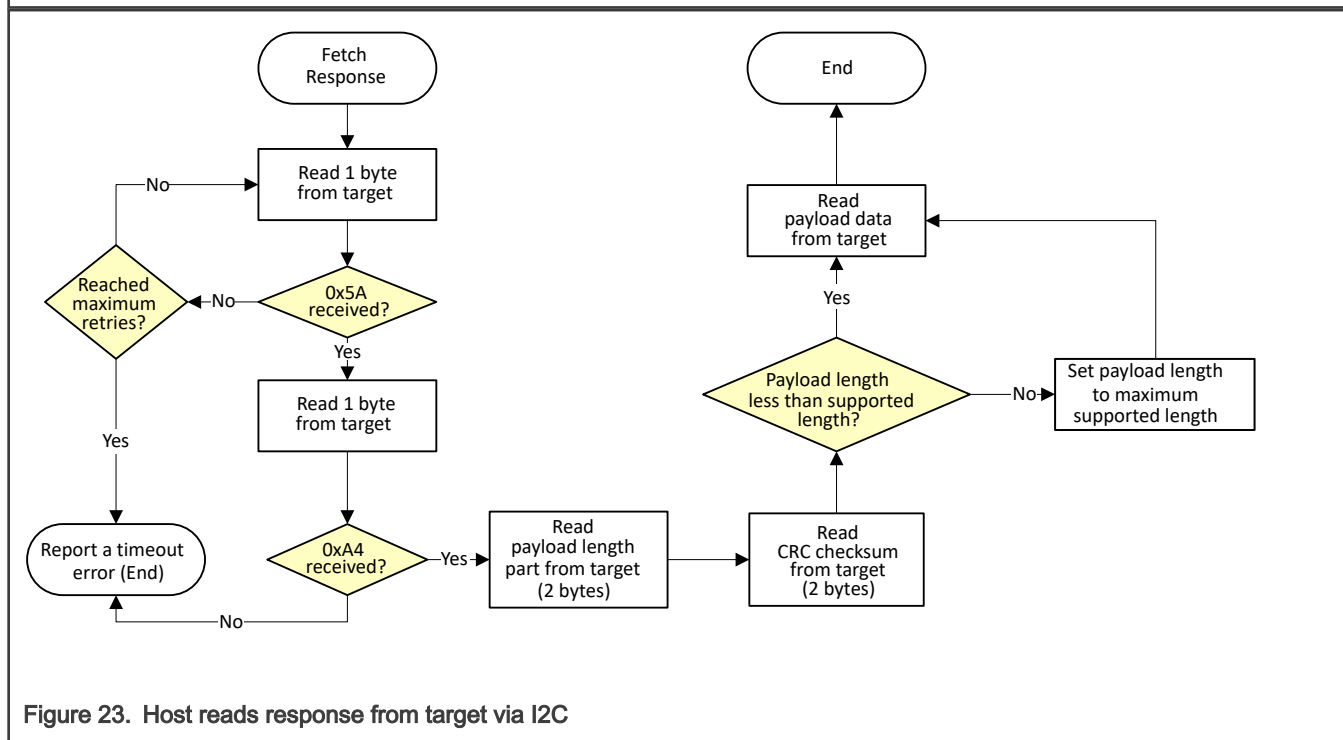 Fetch
Response
Read 1 byte
from target
No
Reached
maximum
retries?
No
0x5A
received?
Yes
Read 1 byte
from target
Yes
Report a timeout
error (End)
0xA4
received?
No
Yes
Read
payload length
part from target
(2 bytes)
Read
CRC checksum
from target
(2 bytes)
Payload length
less than supported
length?
No
Set payload length
to maximum
supported length
Yes
Read
payload data
from target
End
Figure 23. Host reads response from target via I2C